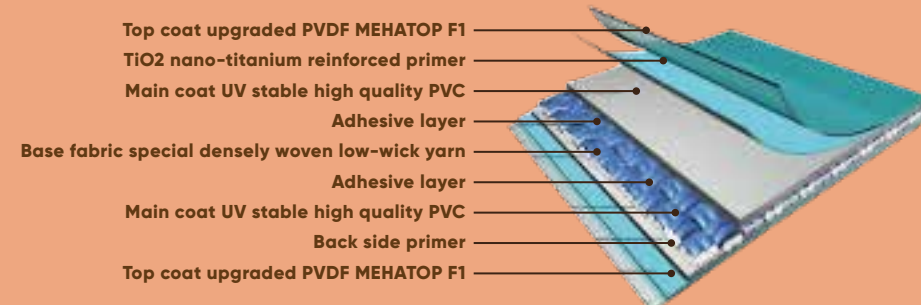 Top coat upgraded PVDF MEHATOP F1
TiO2 nano-titanium reinforced primer
Main coat UV stable high quality PVC
Adhesive layer
Base fabric special densely woven low-wick yarn
Adhesive layer
Main coat UV stable high quality PVC
Back side primer
Top coat upgraded PVDF MEHATOP F1